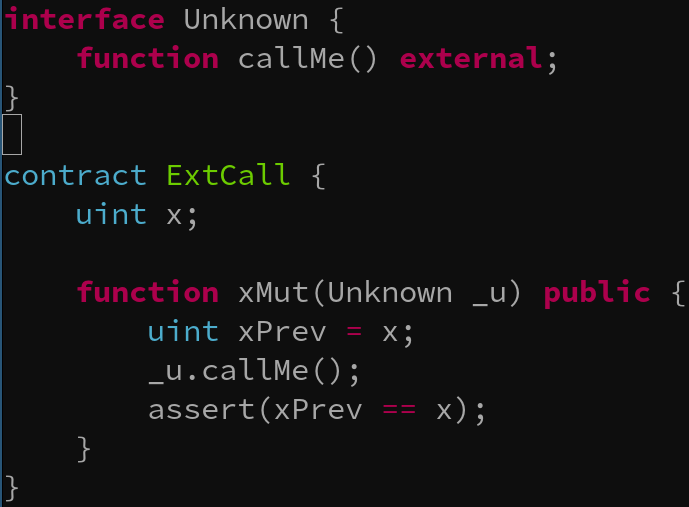 interface Unknown {
    function callMe() external;
}
contract ExtCall {
    uint x;
    function xMut(Unknown _u) public {
        uint xPrev = x;
        _u.callMe();
        assert(xPrev == x);
    }
}